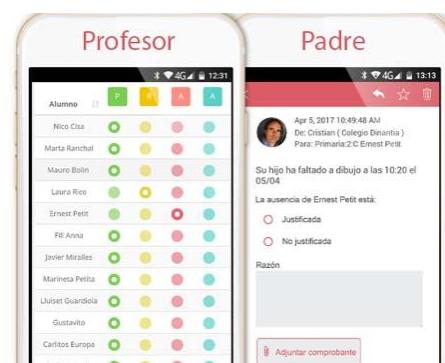 Profesor
4G 12:31
Alumno
P
R
A
A
Nico Cisa
Marta Ranchal
Mauro Bolin
Laura Rico
Ernest Petit
Fili Anna
Javier Miralles
Marineta Petita
Lluiset Guardiola
Gustavito
Carlitos Europa
Padre
4G 13:13
Apr 5, 2017 10:49:48 AM
De: Cristian ( Colegio Dinantia )
Para: Primaria:2:C Ernest Petit
Su hijo ha faltado a dibujo a las 10:20 el
05/04
La ausencia de Ernest Petit está:
Justificada
No justificada
Razón
Adjuntar comprobante